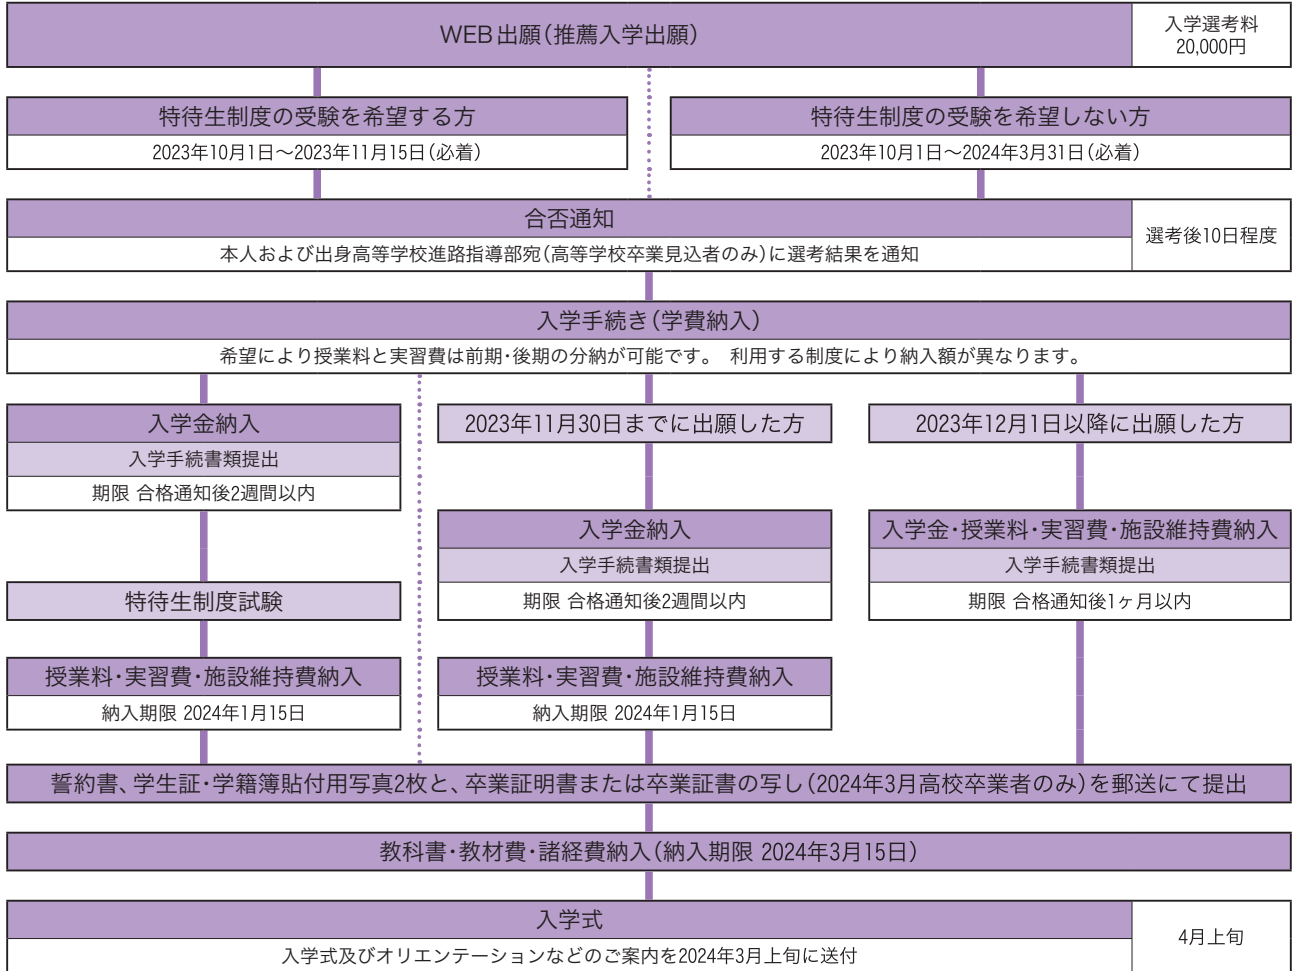 WEB出願（推薦入学出願）
入学選考料
20,000円
特待生制度の受験を希望する方
2023年10月1日～2023年11月15日（必着）
特待生制度の受験を希望しない方
2023年10月1日～2024年3月31日（必着）
合否通知
本人および出身高等学校進路指導部宛（高等学校卒業見込者のみ）に選考結果を通知
選考後10日程度
入学手続き（学費納入）
希望により授業料と実習費は前期・後期の分納が可能です。 利用する制度により納入額が異なります。
入学金納入
入学手続書類提出
期限 合格通知後2週間以内
特待生制度試験
授業料・実習費・施設維持費納入
納入期限 2024年1月15日
2023年11月30日までに出願した方
入学金納入
入学手続書類提出
期限 合格通知後2週間以内
授業料・実習費・施設維持費納入
納入期限 2024年1月15日
2023年12月1日以降に出願した方
入学金・授業料・実習費・施設維持費納入
入学手続書類提出
期限 合格通知後1ヶ月以内
誓約書、学生証・学籍簿貼付用写真2枚と、卒業証明書または卒業証書の写し（2024年3月高校卒業者のみ）を郵送にて提出
教科書・教材費・諸経費納入（納入期限 2024年3月15日）
入学式
入学式及びオリエンテーションなどのご案内を2024年3月上旬に送付
4月上旬